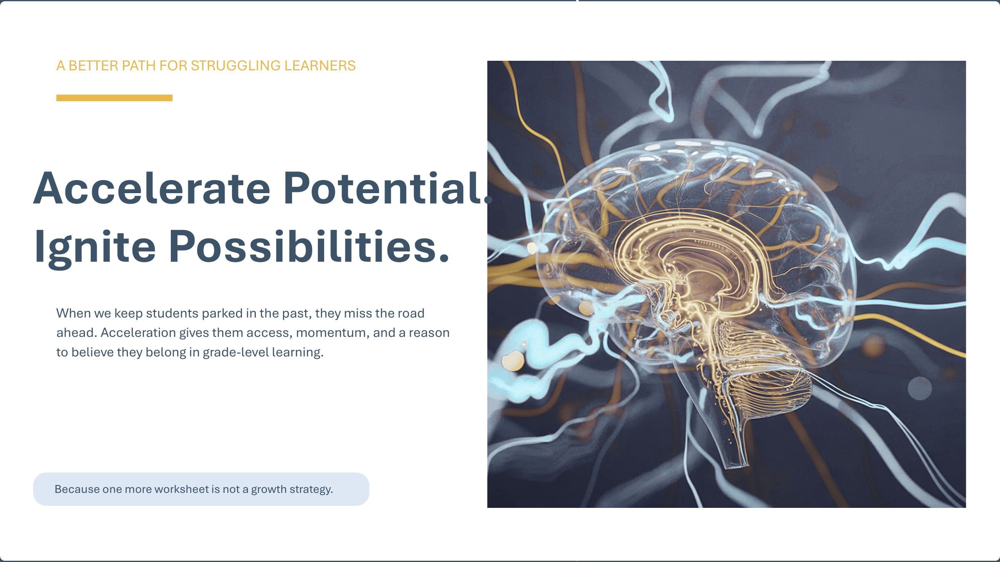 A BETTER PATH FOR STRUGGLING LEARNERS
Accelerate Potential.
Ignite Possibilities.
When we keep students parked in the past, they miss the road
ahead. Acceleration gives them access, momentum, and a reason
to believe they belong in grade-level learning.
Because one more worksheet is not a growth strategy.